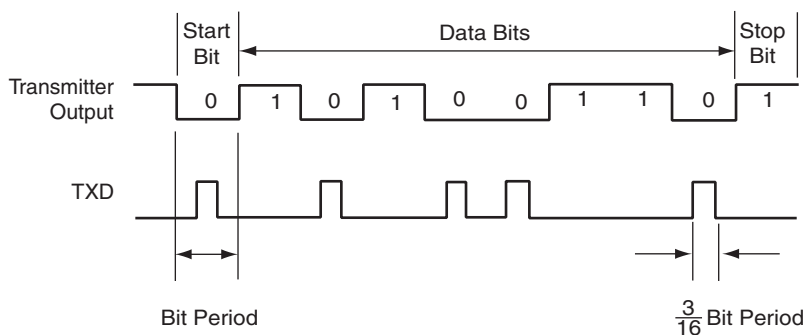 Start
Bit
Data Bits
Stop
Bit
Transmitter
Output
0 1 0 1 0 0 1 1 0 1
TXD
Bit Period
3/16 Bit Period